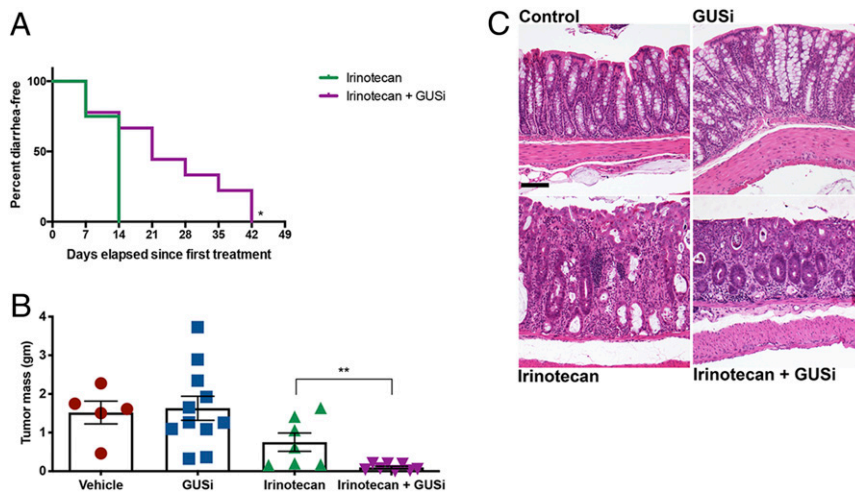 A
Irinotecan
Irinotecan + GUSi
100
50
0
Percent diarrhea-free
0 7 14 21 28 35 42 49
*
Days elapsed since first treatment
B
Tumor mass (gm)
4
3
2
1
0
**
Vehicle GUSi Irinotecan Irinotecan + GUSi
C
Control GUSi
Irinotecan Irinotecan + GUSi